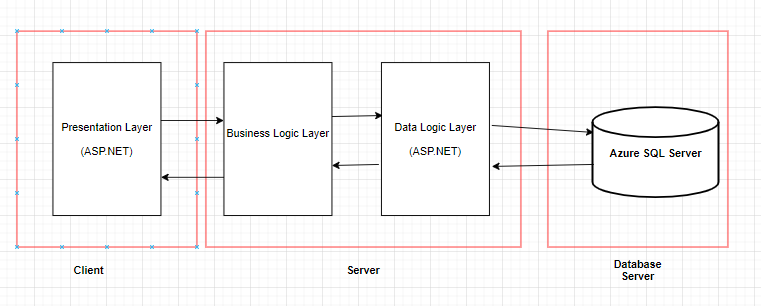 Presentation Layer
(ASP.NET)
Business Logic Layer
Data Logic Layer
(ASP.NET)
Azure SQL Server
Client
Server
Database
Server